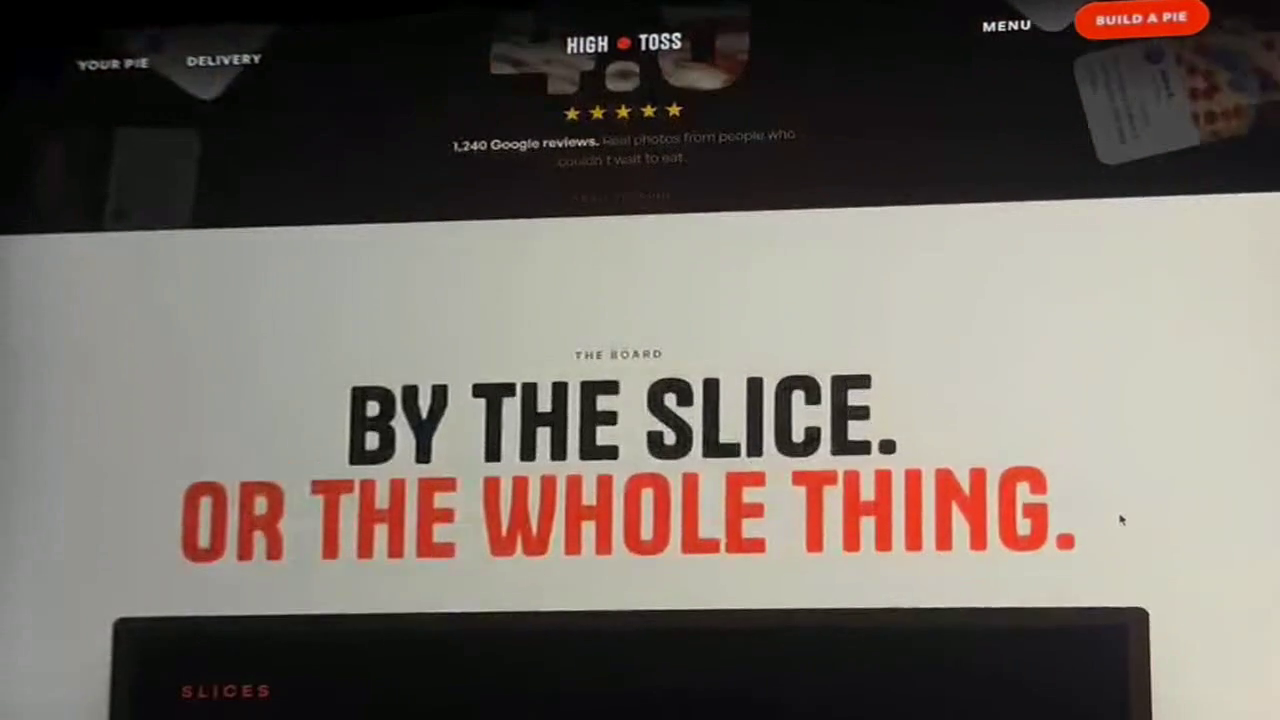 YOUR PIE
DELIVERY
HIGH TOSS
MENU
BUILD A PIE
1,240 Google reviews. Real photos from people who
couldn't wait to eat.
THE BOARD
BY THE SLICE.
OR THE WHOLE THING.
SLICES